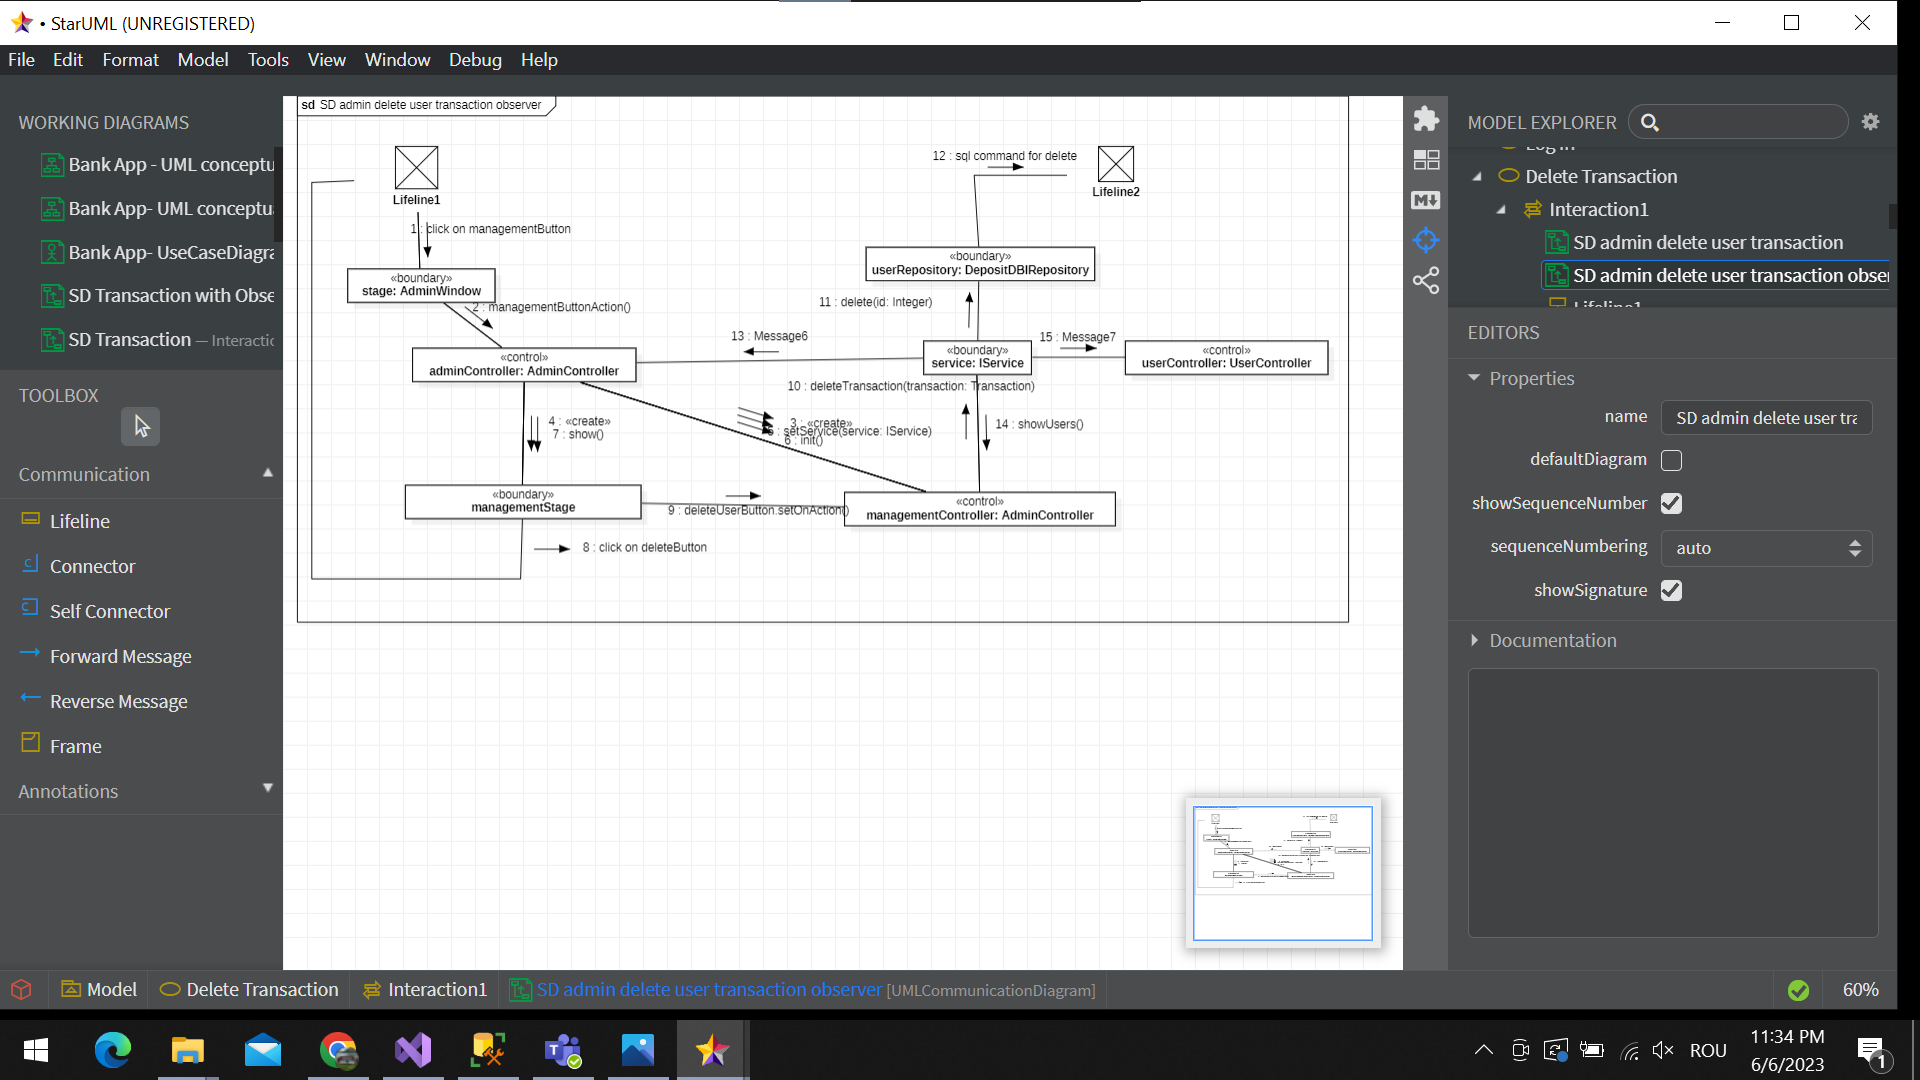 • StarUML (UNREGISTERED)
File Edit Format Model Tools View Window Debug Help
WORKING DIAGRAMS
Bank App - UML conceptu
Bank App- UML conceptua
Bank App- UseCaseDiagra
SD Transaction with Obse
SD Transaction — Interactic
TOOLBOX
Communication
Lifeline
Connector
Self Connector
Forward Message
Reverse Message
Frame
Annotations
sd SD admin delete user transaction observer
Lifeline1
1 : click on managementButton
«boundary»
stage: AdminWindow
2 : managementButtonAction()
«control»
adminController: AdminController
4 : «create»
7 : show()
3 : «create»
5 : setService(service: IService)
6 : init()
«boundary»
managementStage
8 : click on deleteButton
9 : deleteUserButton.setOnAction()
«control»
managementController: AdminController
10 : deleteTransaction(transaction: Transaction)
14 : showUsers()
13 : Message6
«boundary»
service: IService
15 : Message7
«control»
userController: UserController
11 : delete(id: Integer)
«boundary»
userRepository: DepositDBIRepository
12 : sql command for delete
Lifeline2
MODEL EXPLORER
Log in
Delete Transaction
Interaction1
SD admin delete user transaction
SD admin delete user transaction obser
Lifeline1
EDITORS
Properties
name SD admin delete user tra
defaultDiagram
showSequenceNumber
sequenceNumbering auto
showSignature
Documentation
Model Delete Transaction Interaction1 SD admin delete user transaction observer [UMLCommunicationDiagram]
60%
ROU
11:34 PM
6/6/2023
1